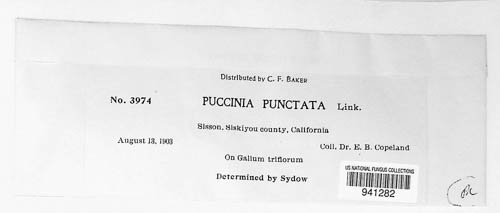 Distributed by C. F. BAKER
No. 3974 PUCCINIA PUNCTATA Link.
Sisson, Siskiyou county, California
August 13, 1903 Coll. Dr. E. B. Copeland
On Galium triflorum
Determined by Sydow
US NATIONAL FUNGUS COLLECTIONS
941282